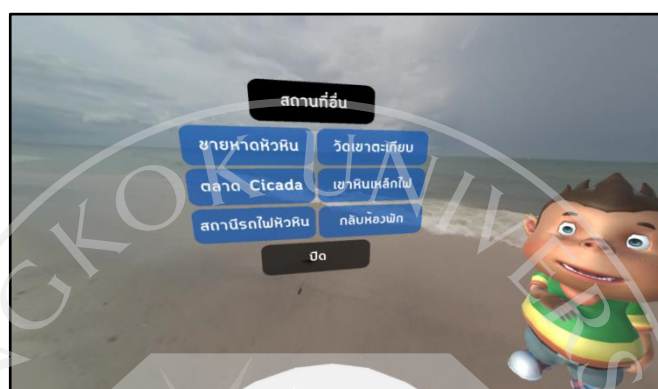 สถานที่อื่น
ชายหาดหัวหิน
วัดเขาตะเกียบ
ตลาด Cicada
เขาหินเหล็กไฟ
สถานีรถไฟหัวหิน
กลับห้องพัก
ปิด